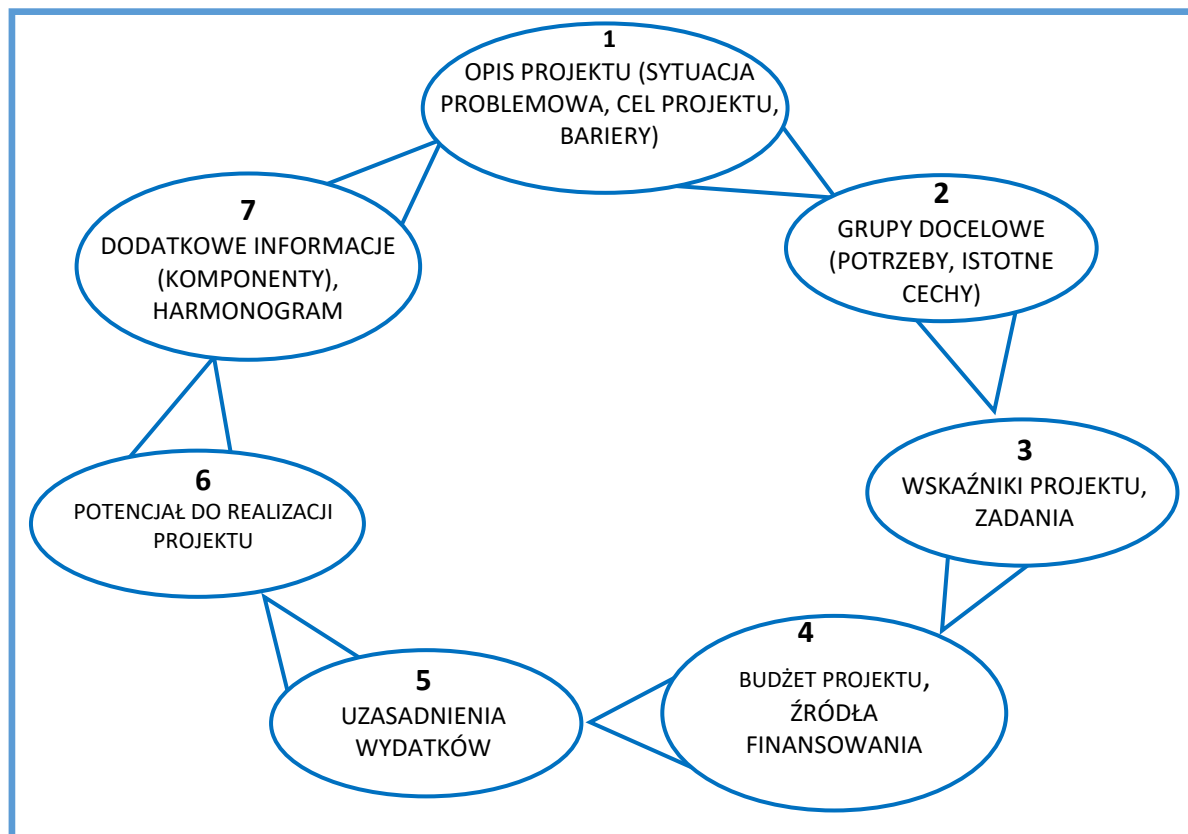 1
OPIS PROJEKTU (SYTUACJA
PROBLEMOWA, CEL PROJEKTU,
BARIERY)
2
GRUPY DOCELOWE
(POTRZEBY, ISTOTNE
CECHY)
3
WSKAŹNIKI PROJEKTU,
ZADANIA
4
BUDŻET PROJEKTU,
ŹRÓDŁA
FINANSOWANIA
5
UZASADNIENIA
WYDATKÓW
6
POTENCJAŁ DO REALIZACJI
PROJEKTU
7
DODATKOWE INFORMACJE
(KOMPONENTY),
HARMONOGRAM